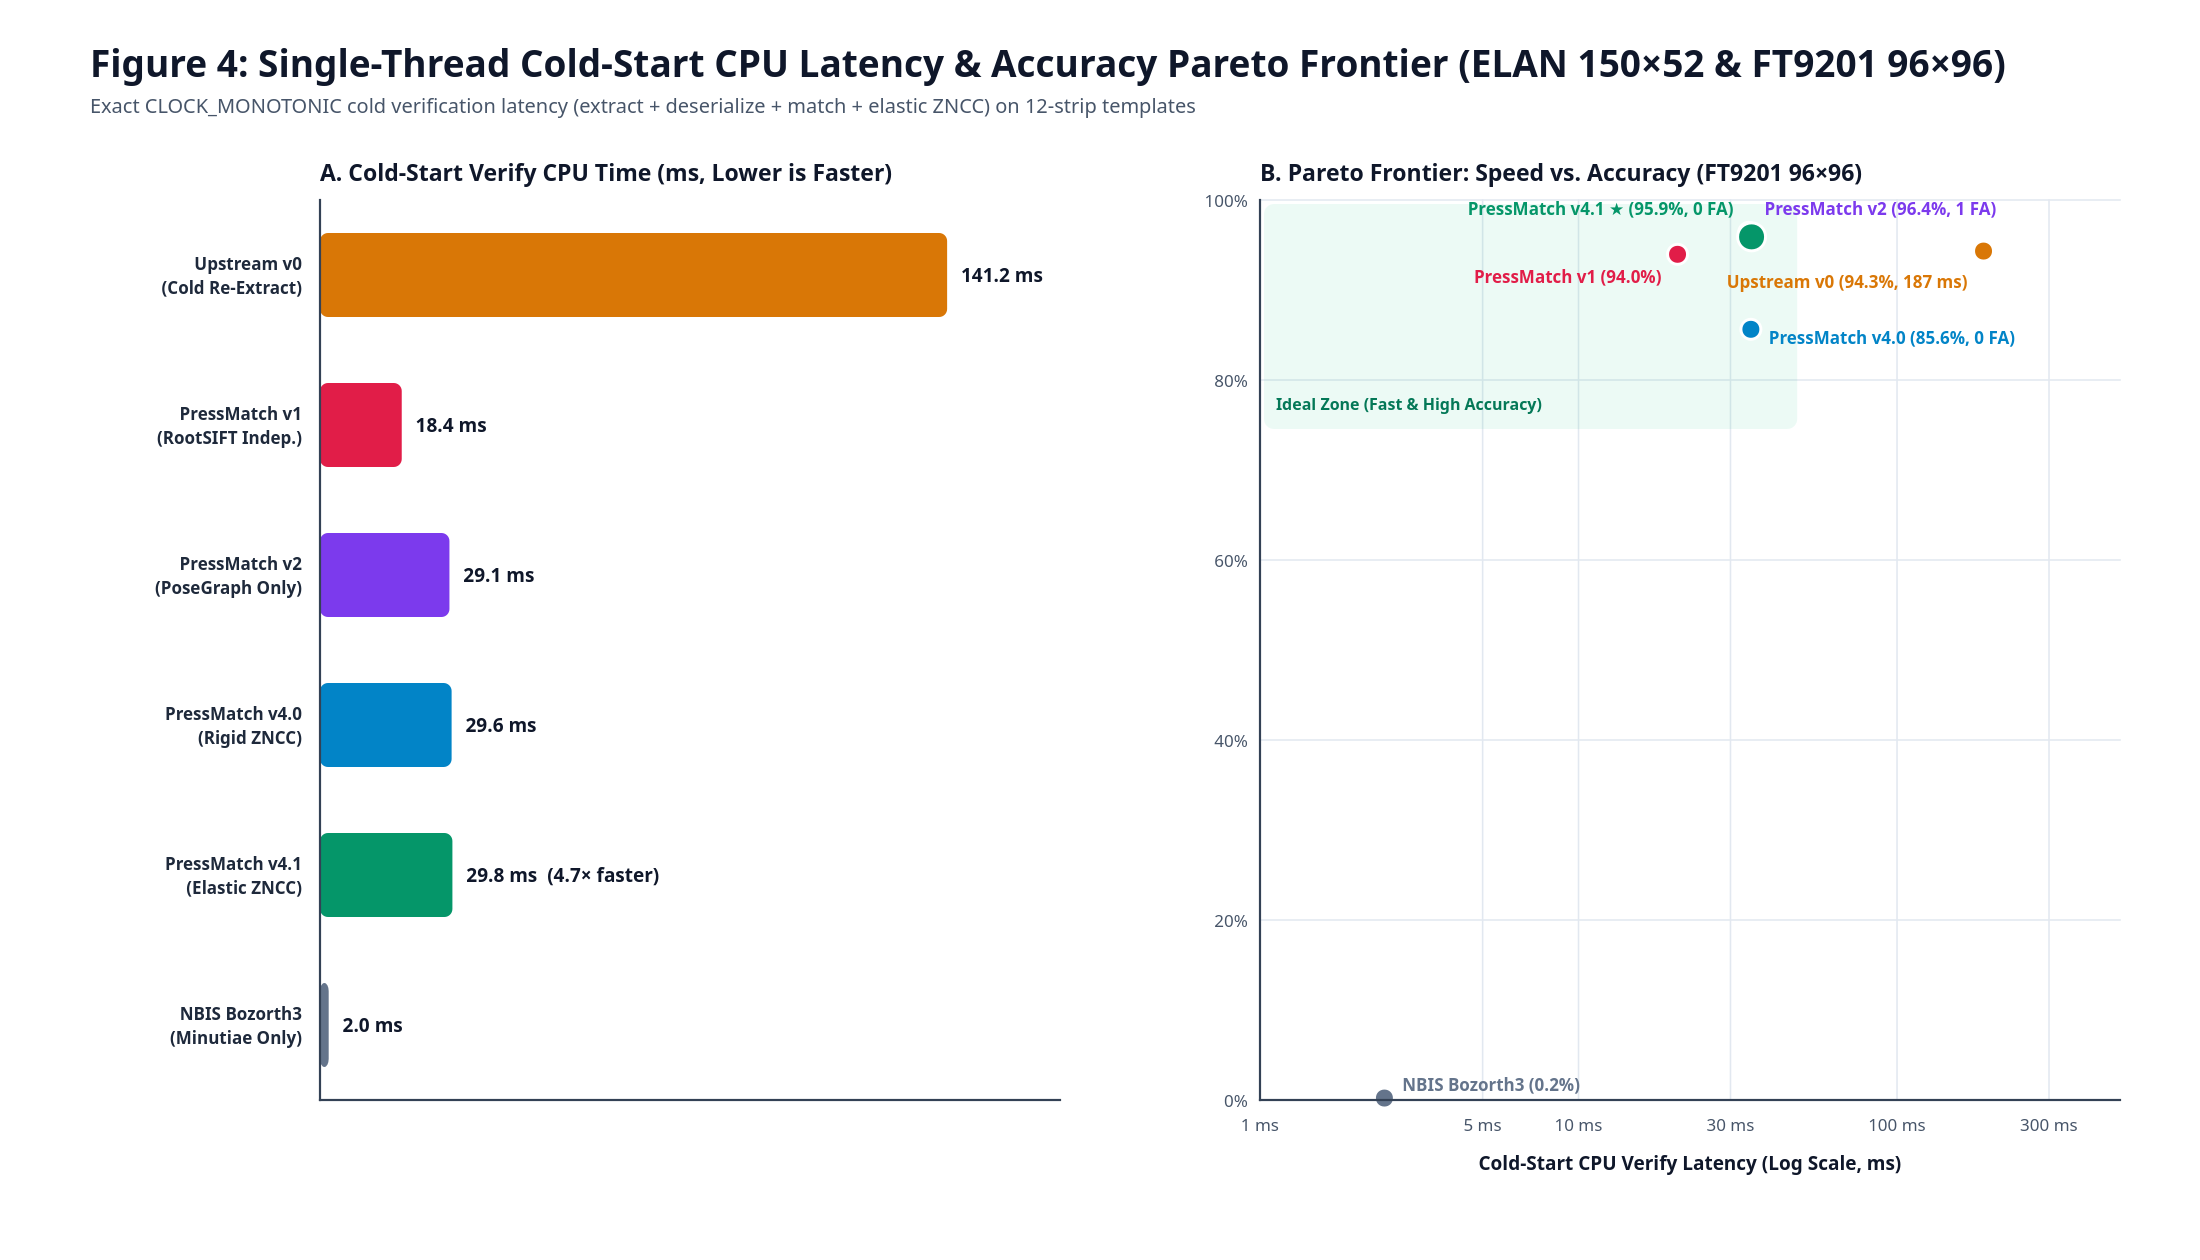 Figure 4: Single-Thread Cold-Start CPU Latency & Accuracy Pareto Frontier (ELAN 150×52 & FT9201 96×96)
Exact CLOCK_MONOTONIC cold verification latency (extract + deserialize + match + elastic ZNCC) on 12-strip templates
A. Cold-Start Verify CPU Time (ms, Lower is Faster)
Upstream v0
(Cold Re-Extract)
141.2 ms
PressMatch v1
(RootSIFT Indep.)
18.4 ms
PressMatch v2
(PoseGraph Only)
29.1 ms
PressMatch v4.0
(Rigid ZNCC)
29.6 ms
PressMatch v4.1
(Elastic ZNCC)
29.8 ms (4.7× faster)
NBIS Bozorth3
(Minutiae Only)
2.0 ms
B. Pareto Frontier: Speed vs. Accuracy (FT9201 96×96)
100%
80%
60%
40%
20%
0%
PressMatch v4.1 ★ (95.9%, 0 FA)
PressMatch v2 (96.4%, 1 FA)
PressMatch v1 (94.0%)
Upstream v0 (94.3%, 187 ms)
PressMatch v4.0 (85.6%, 0 FA)
Ideal Zone (Fast & High Accuracy)
NBIS Bozorth3 (0.2%)
1 ms
5 ms
10 ms
30 ms
100 ms
300 ms
Cold-Start CPU Verify Latency (Log Scale, ms)